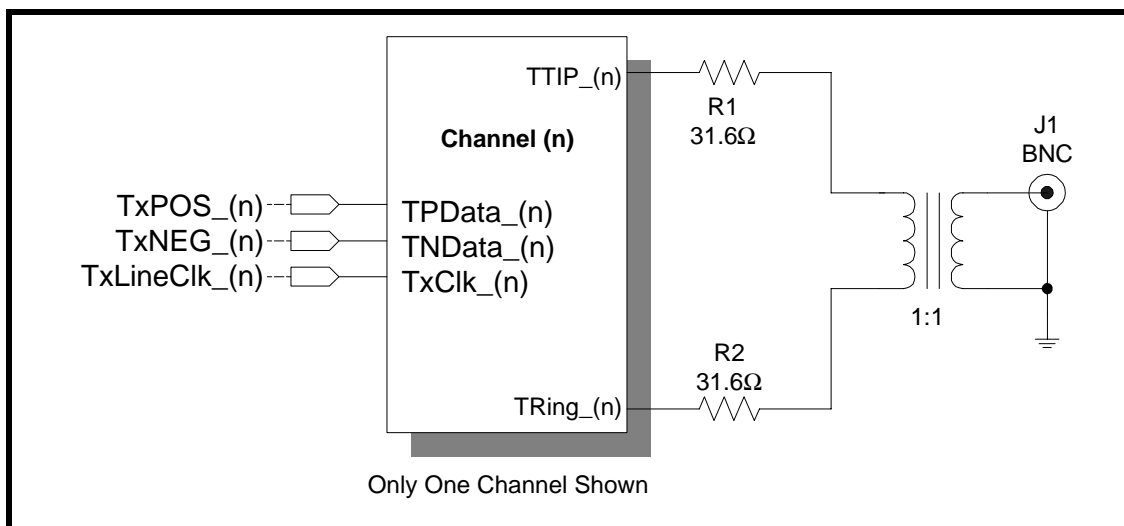 TTIP_(n)
R1
31.6Ω
Channel (n)
J1
BNC
TxPOS_(n)
TPData_(n)
TxNEG_(n)
TNData_(n)
TxLineClk_(n)
TxClk_(n)
1:1
R2
31.6Ω
TRing_(n)
Only One Channel Shown